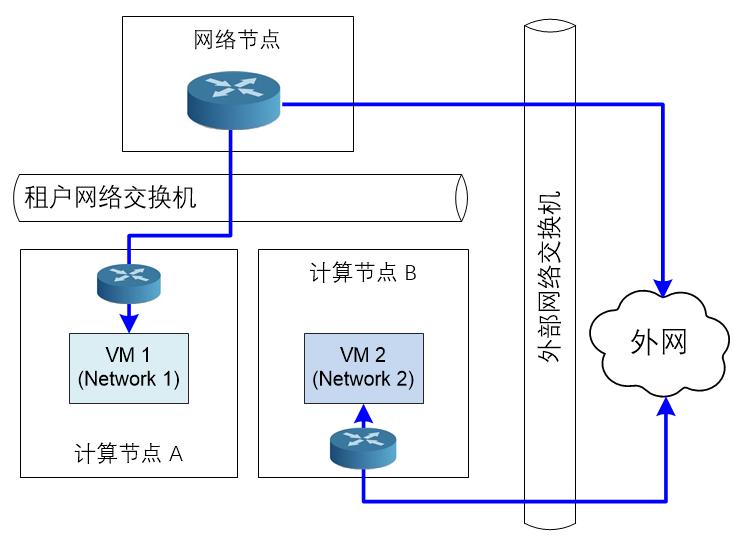 网络节点
租户网络交换机
计算节点 B
VM 1
(Network 1)
计算节点 A
VM 2
(Network 2)
外部网络交换机
外网